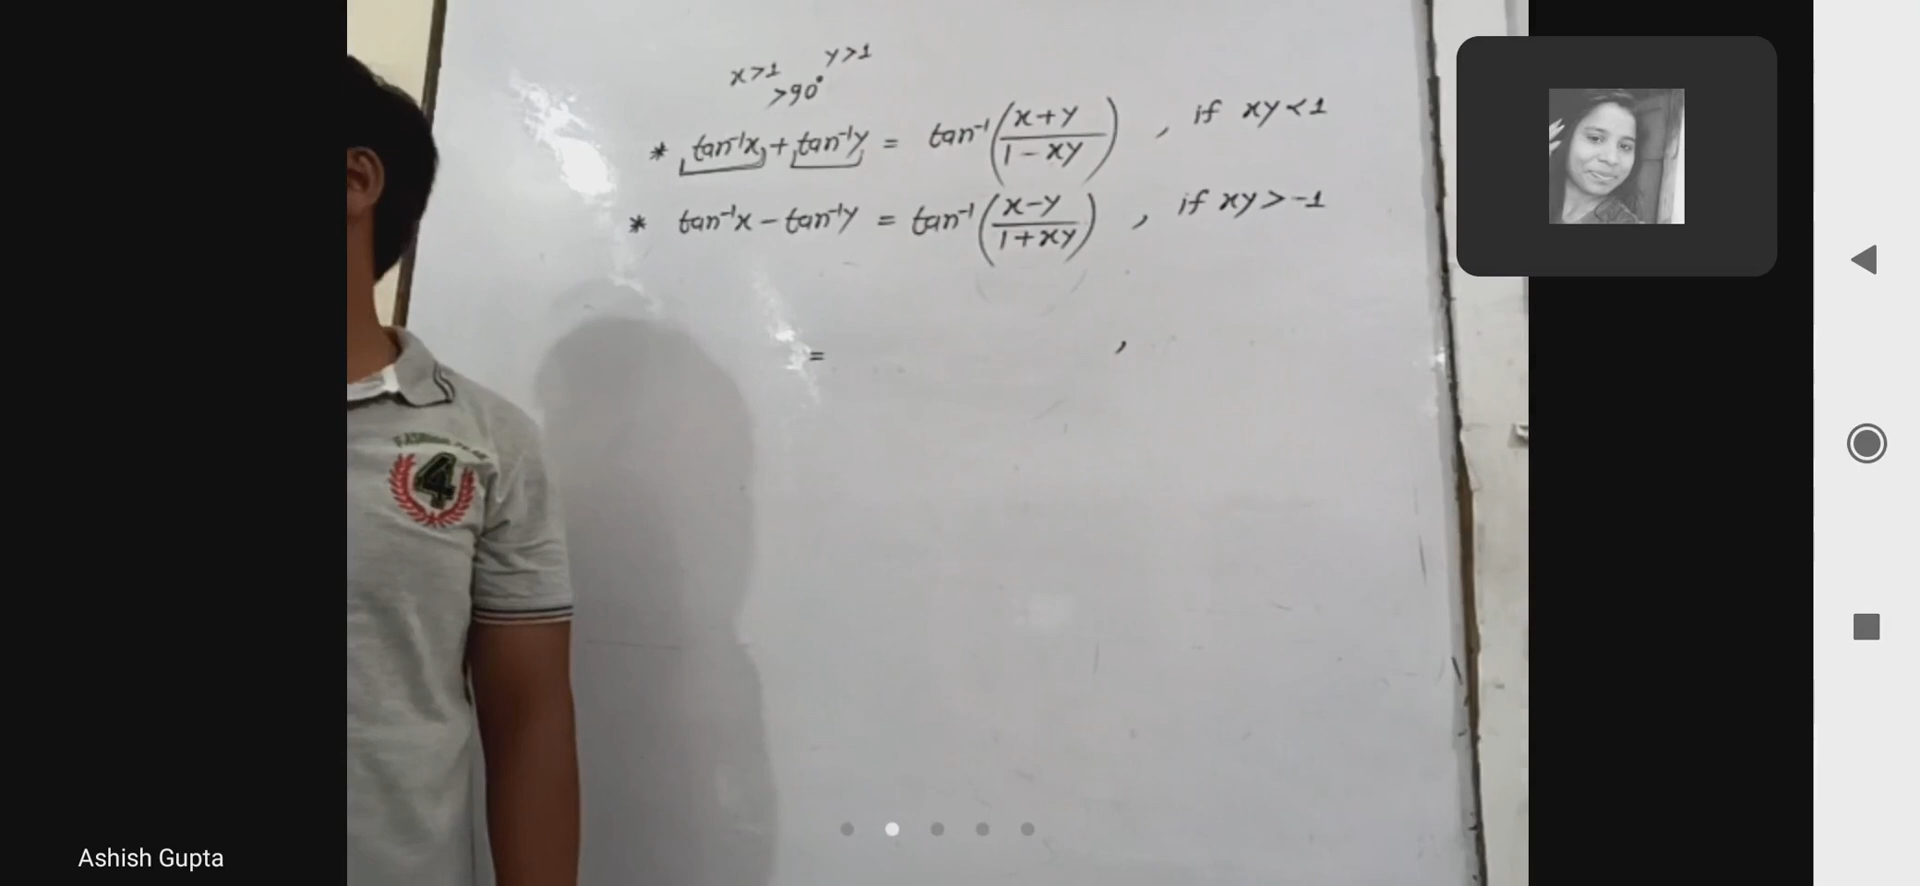 x>1 y>1
>90°
* tan⁻¹x + tan⁻¹y = tan⁻¹(x+y / 1-xy) , if xy<1
* tan⁻¹x - tan⁻¹y = tan⁻¹(x-y / 1+xy) , if xy>-1
= ,
4
Ashish Gupta